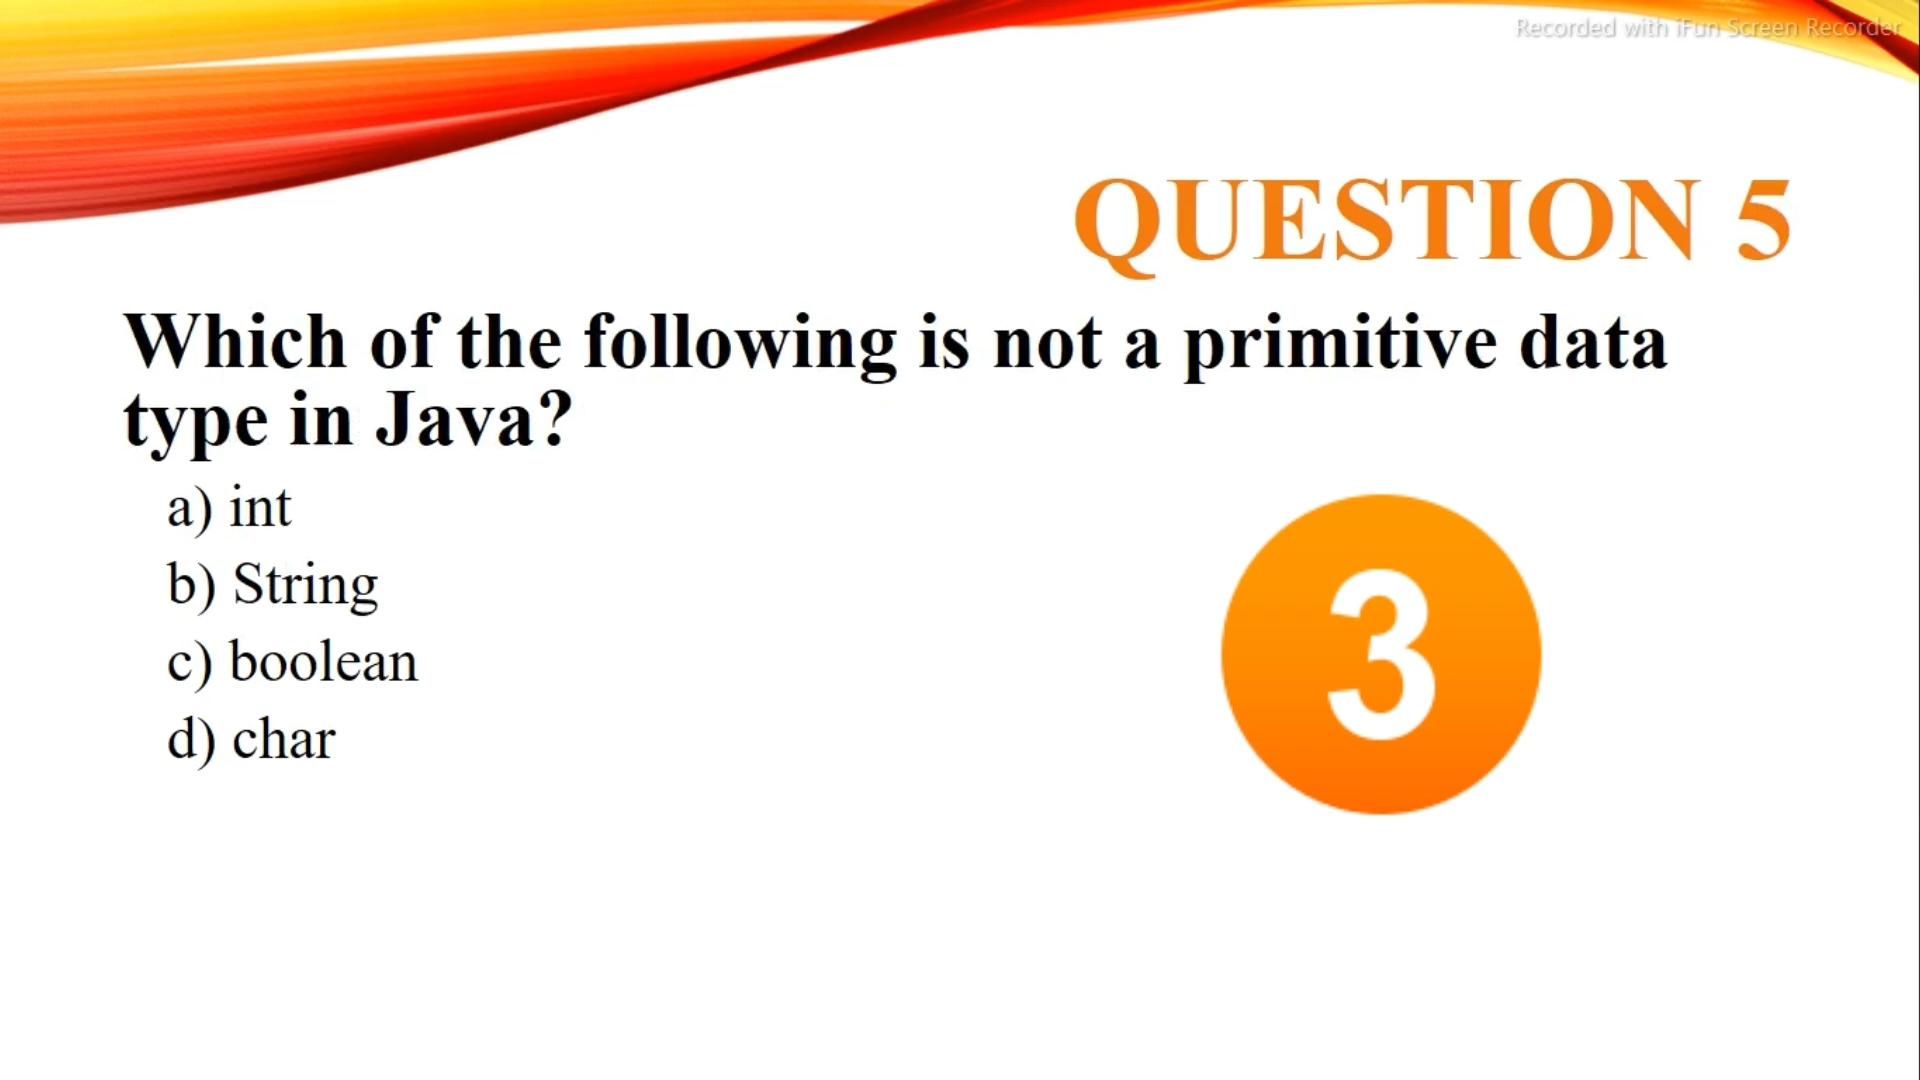 Recorded with iFun Screen Recorder
QUESTION 5
Which of the following is not a primitive data
type in Java?
a) int
b) String
c) boolean
d) char
3